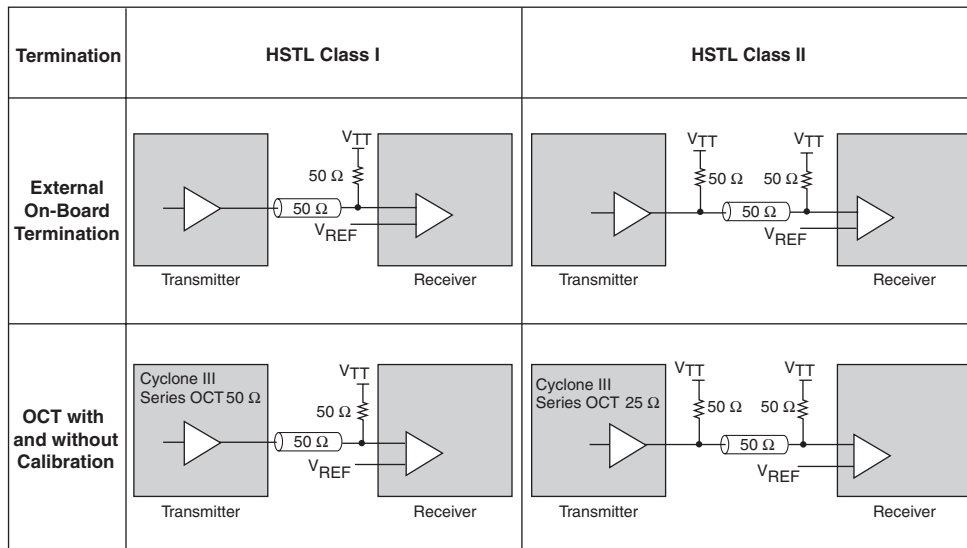 Termination
HSTL Class I
HSTL Class II
External
On-Board
Termination
VTT
50 Ω
50 Ω
VREF
Transmitter
Receiver
VTT
VTT
50 Ω
50 Ω
50 Ω
VREF
Transmitter
Receiver
OCT with
and without
Calibration
Cyclone III
Series OCT 50 Ω
VTT
50 Ω
50 Ω
VREF
Transmitter
Receiver
Cyclone III
Series OCT 25 Ω
VTT
VTT
50 Ω
50 Ω
50 Ω
VREF
Transmitter
Receiver